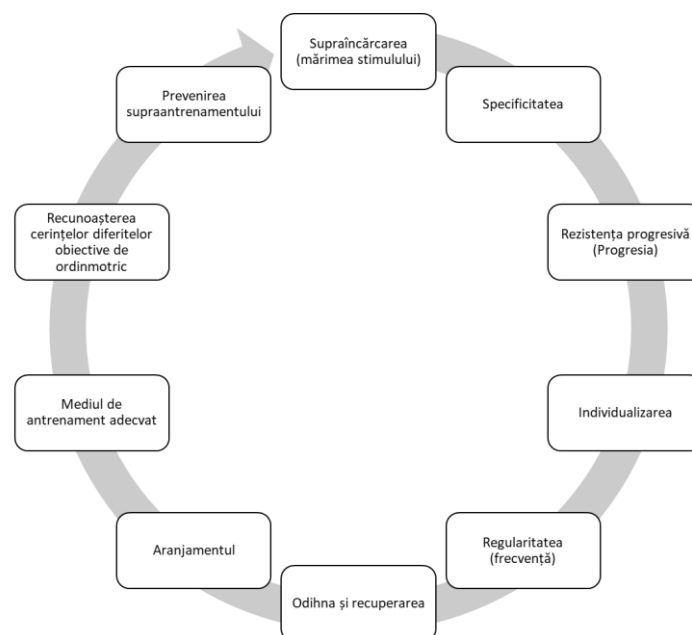 Supraîncărcarea
(mărimea stimulului)
Specificitatea
Rezistența progresivă
(Progresia)
Individualizarea
Regularitatea
(frecvență)
Odihna și recuperarea
Aranjamentul
Mediul de
antrenament adecvat
Recunoașterea
cerințelor diferitelor
obiective de
ordinmotric
Prevenirea
supraantrenamentului